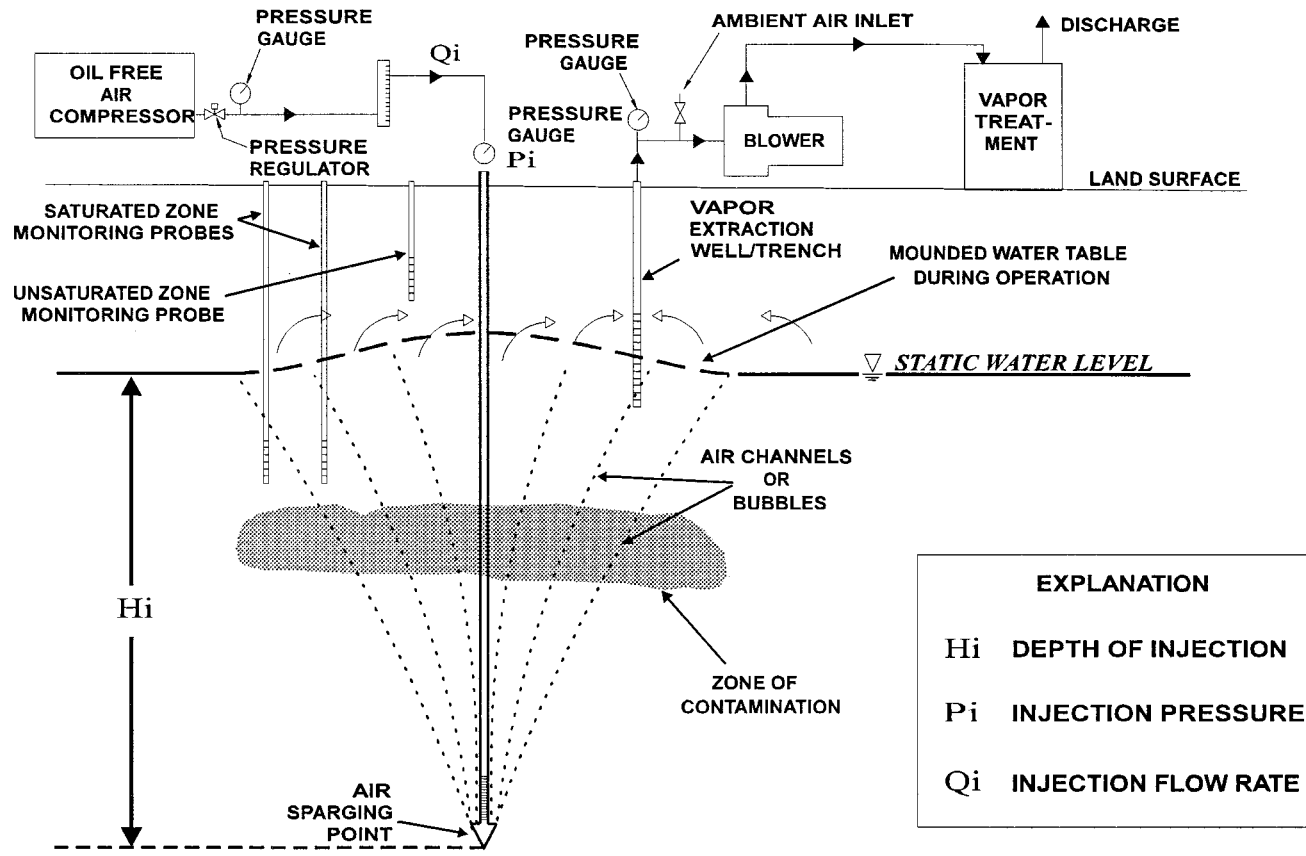 PRESSURE
GAUGE
Qi
OIL FREE
AIR
COMPRESSOR
PRESSURE
REGULATOR
PRESSURE
GAUGE
Pi
PRESSURE
GAUGE
AMBIENT AIR INLET
DISCHARGE
BLOWER
VAPOR
TREAT-
MENT
LAND SURFACE
SATURATED ZONE
MONITORING PROBES
UNSATURATED ZONE
MONITORING PROBE
VAPOR
EXTRACTION
WELL/TRENCH
MOUNDED WATER TABLE
DURING OPERATION
STATIC WATER LEVEL
AIR CHANNELS
OR
BUBBLES
Hi
ZONE OF
CONTAMINATION
AIR
SPARGING
POINT
EXPLANATION
Hi DEPTH OF INJECTION
Pi INJECTION PRESSURE
Qi INJECTION FLOW RATE